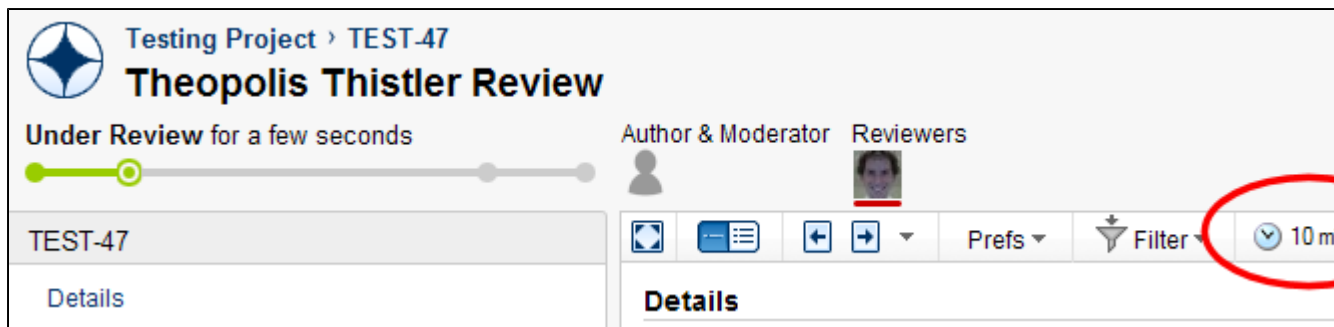 Testing Project › TEST-47
Theopolis Thistler Review
Under Review for a few seconds
Author & Moderator Reviewers
TEST-47
Prefs Filter 10 m
Details
Details